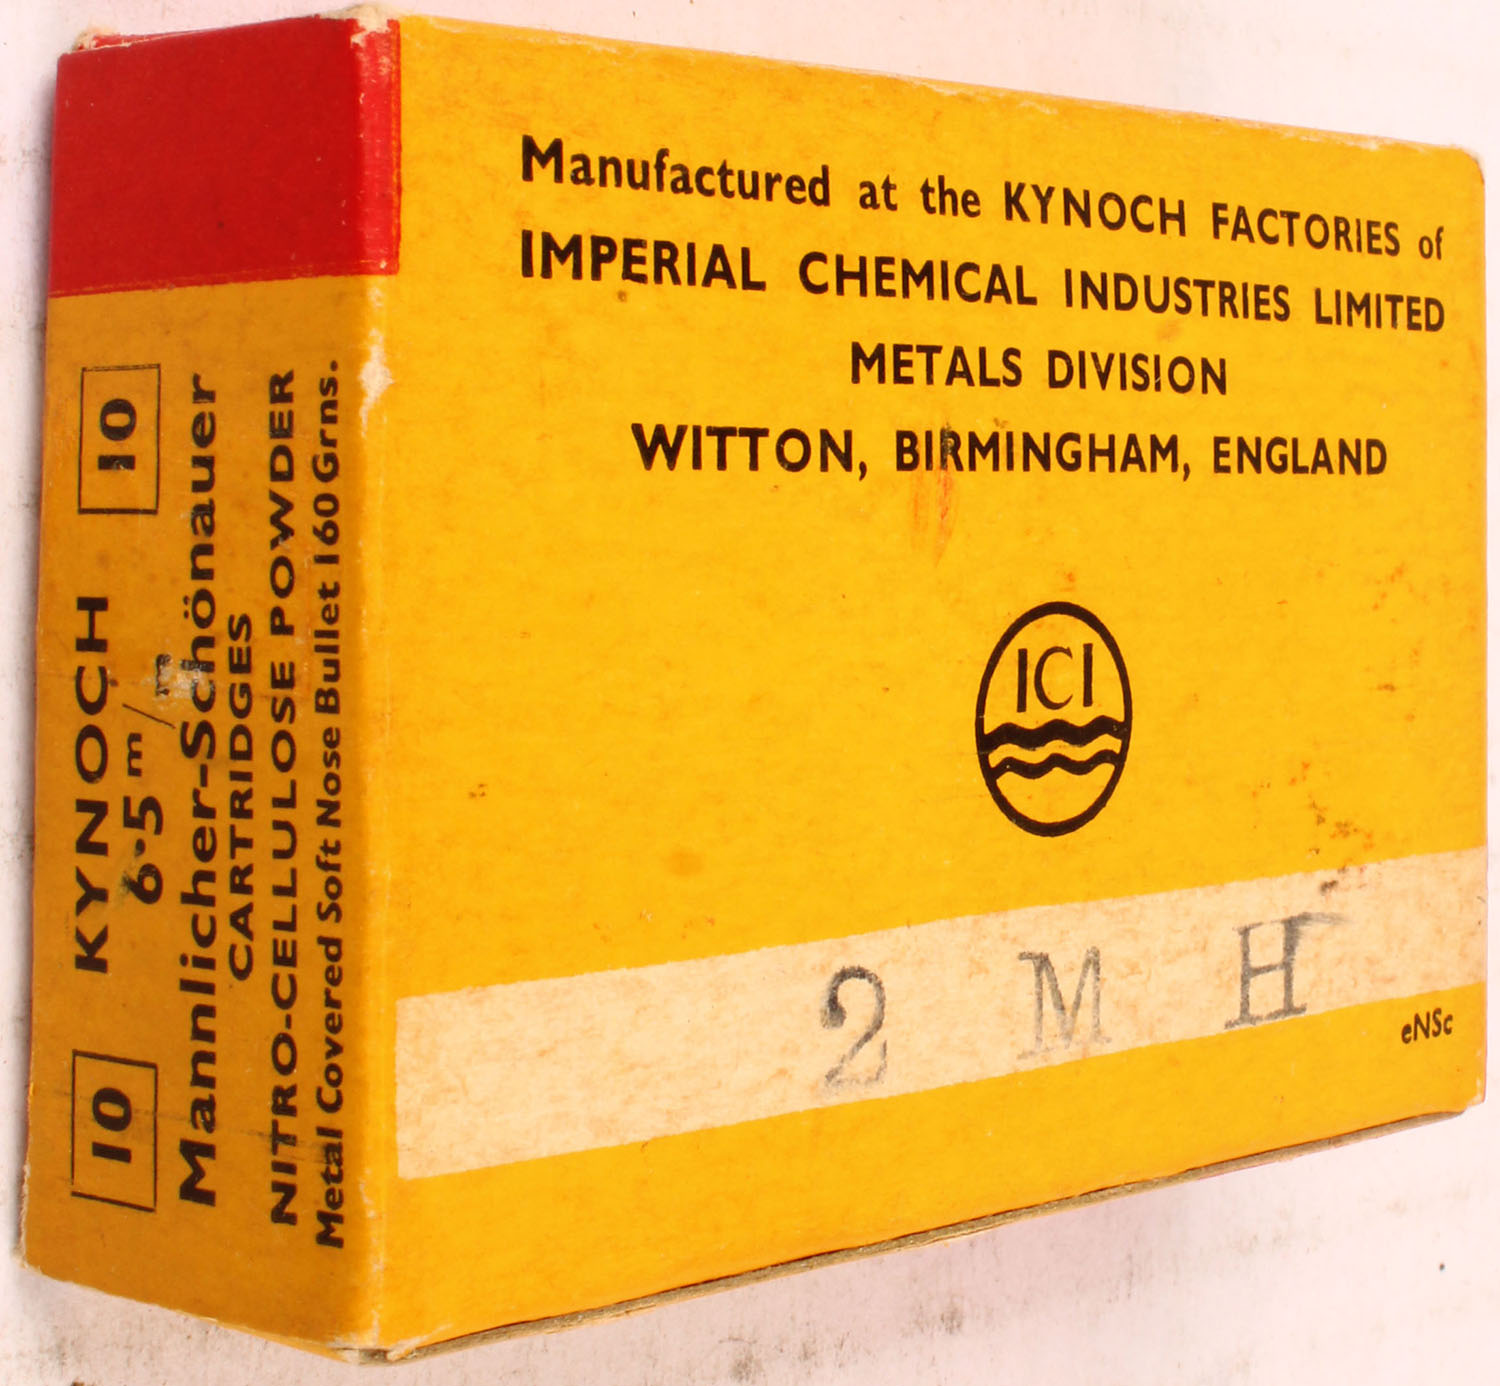 Manufactured at the KYNOCH FACTORIES of
IMPERIAL CHEMICAL INDUSTRIES LIMITED
METALS DIVISION
WITTON, BIRMINGHAM, ENGLAND
ICI
2 M H
eNSc
10 KYNOCH 10
6·5 m/m
Mannlicher-Schönauer
CARTRIDGES
NITRO-CELLULOSE POWDER
Metal Covered Soft Nose Bullet 160 Grns.